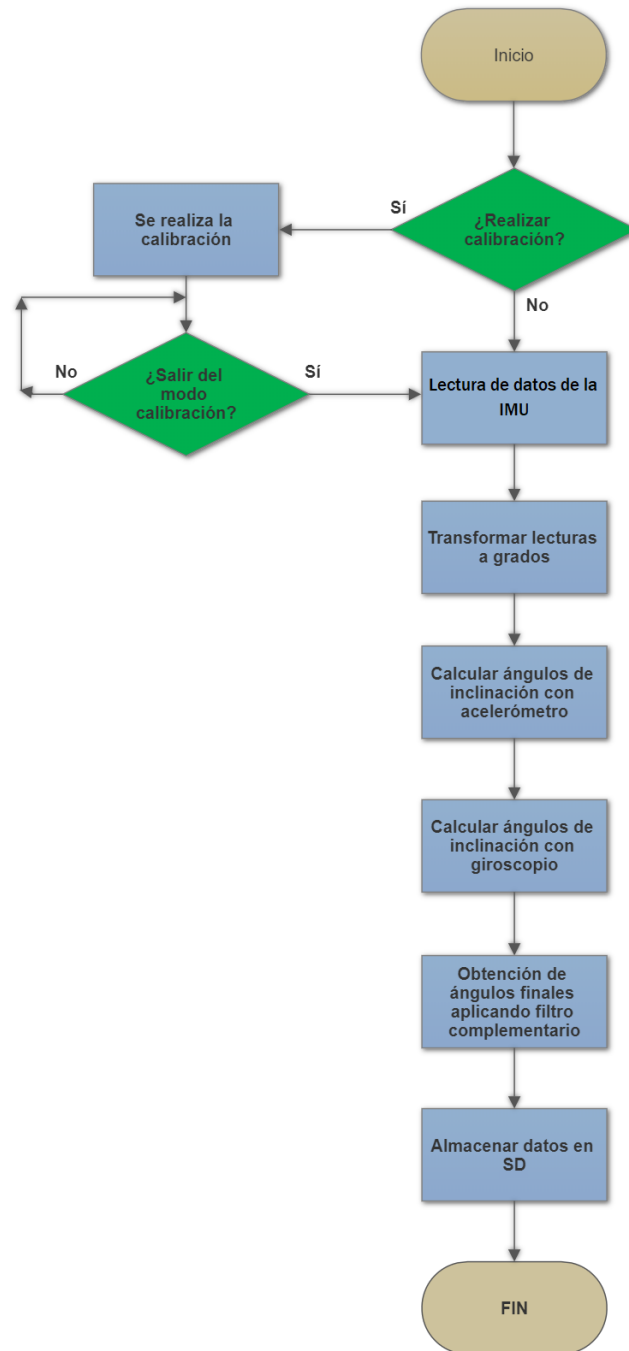 Inicio
¿Realizar
calibración?
Sí
No
Se realiza la
calibración
¿Salir del
modo
calibración?
No
Sí
Lectura de datos de la
IMU
Transformar lecturas
a grados
Calcular ángulos de
inclinación con
acelerómetro
Calcular ángulos de
inclinación con
giroscopio
Obtención de
ángulos finales
aplicando filtro
complementario
Almacenar datos en
SD
FIN